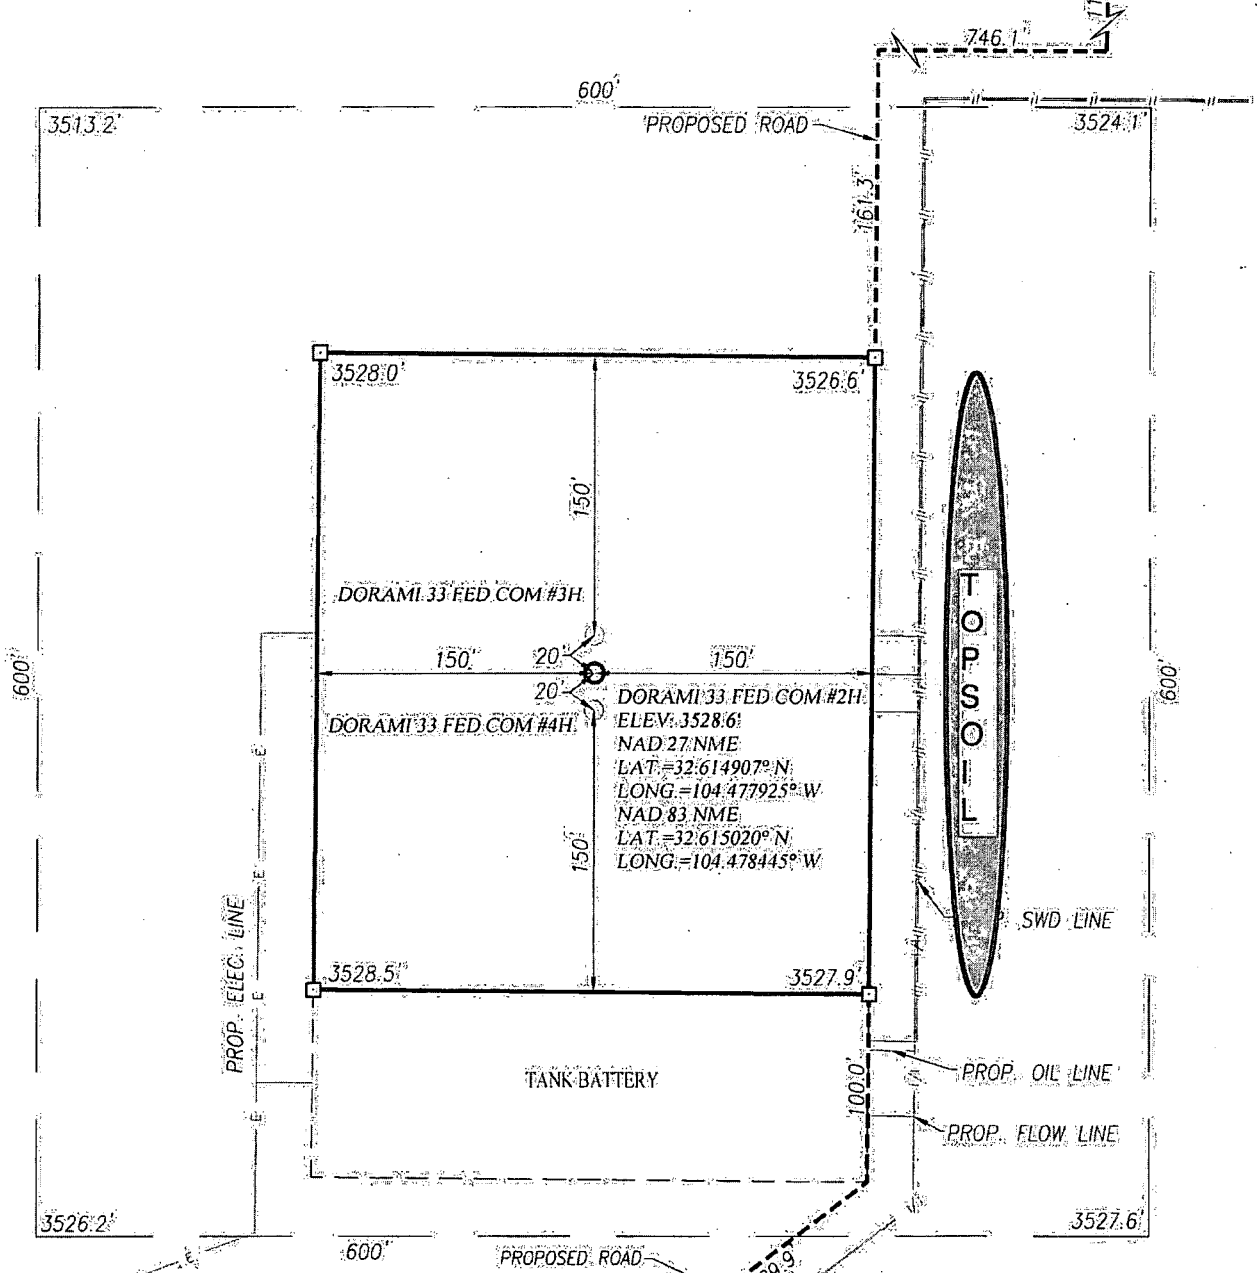 746.1'
600'
3513.2'
PROPOSED ROAD
3524.1'
161.3'
3528.0'
3526.6'
150'
DORAMI 33 FED COM #3H
150'
20'
150'
600'
600'
20'
DORAMI 33 FED COM #4H
DORAMI 33 FED COM #2H
ELEV. 3528.6'
NAD 27 NME
LAT.=32.614907° N
LONG.=104.477925° W
NAD 83 NME
LAT.=32.615020° N
LONG.=104.478445° W
150'
TOPSOIL
SWD LINE
PROP. ELEC. LINE
E
E
E
E
3528.5'
3527.9'
TANK BATTERY
100.0'
PROP. OIL LINE
PROP. FLOW LINE
3526.2'
3527.6'
600'
PROPOSED ROAD
E